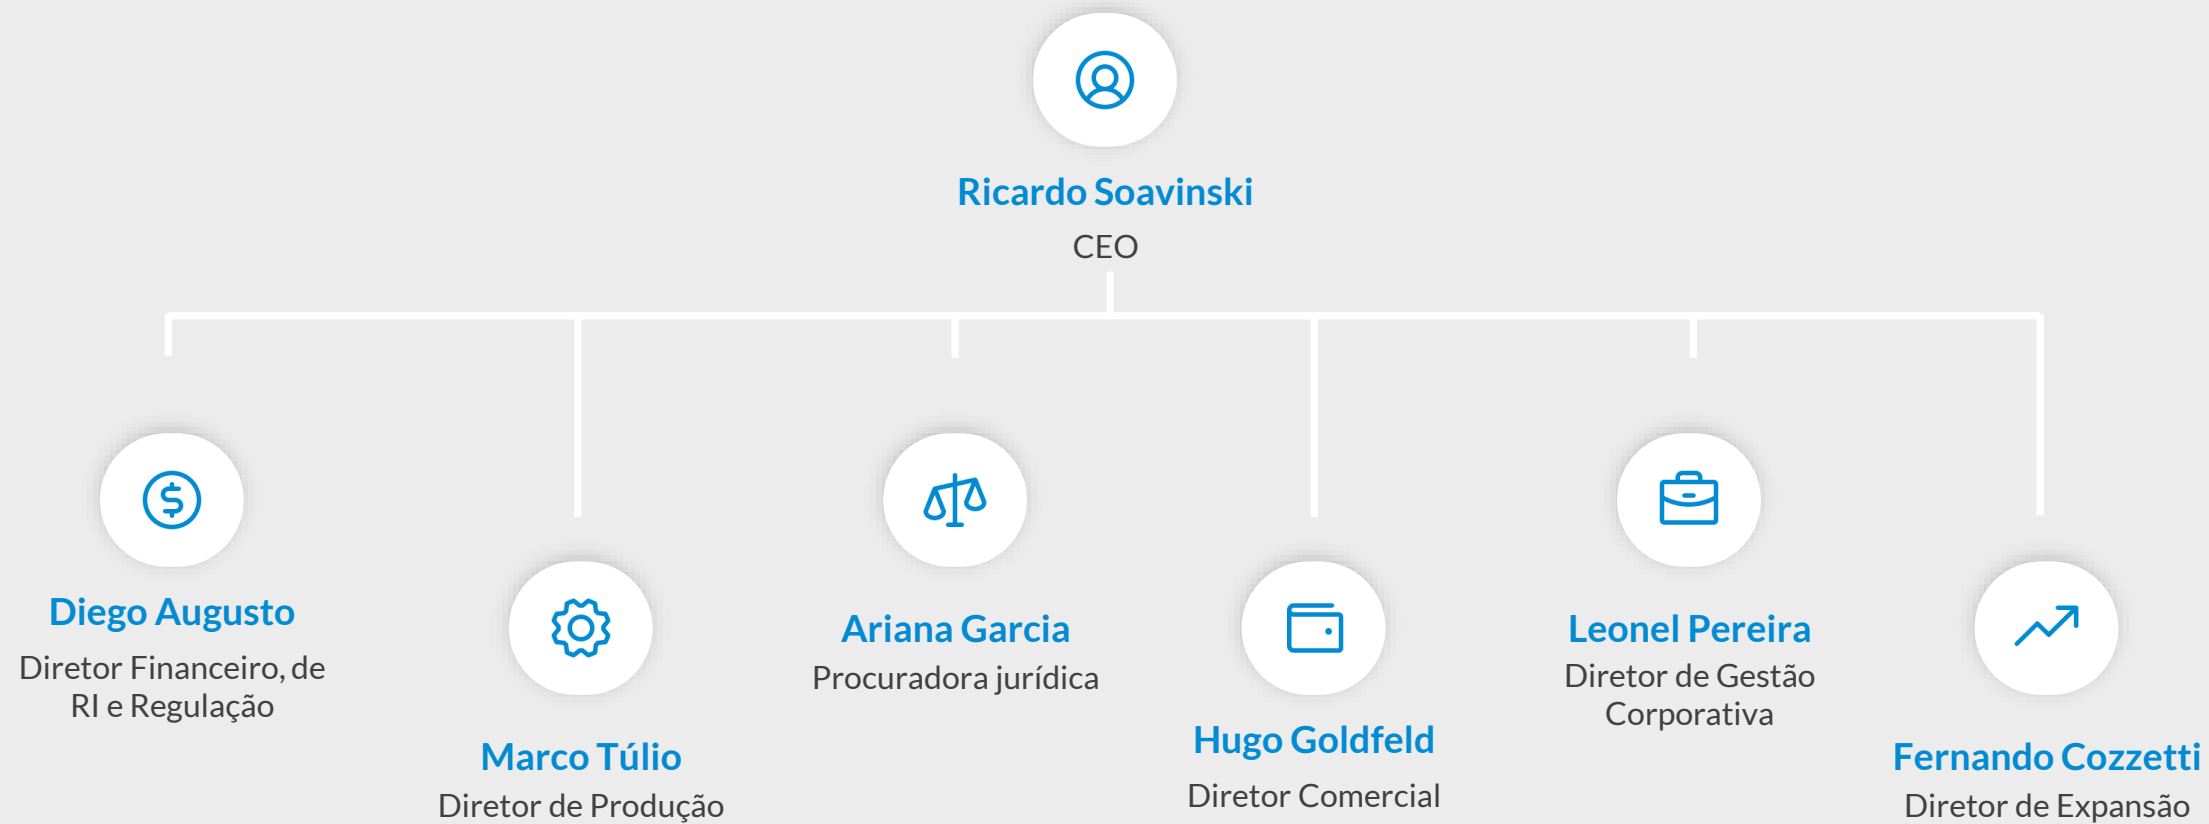 Ricardo Soavinski
CEO
Diego Augusto
Diretor Financeiro, de
RI e Regulação
Marco Túlio
Diretor de Produção
Ariana Garcia
Procuradora jurídica
Hugo Goldfeld
Diretor Comercial
Leonel Pereira
Diretor de Gestão
Corporativa
Fernando Cozzetti
Diretor de Expansão